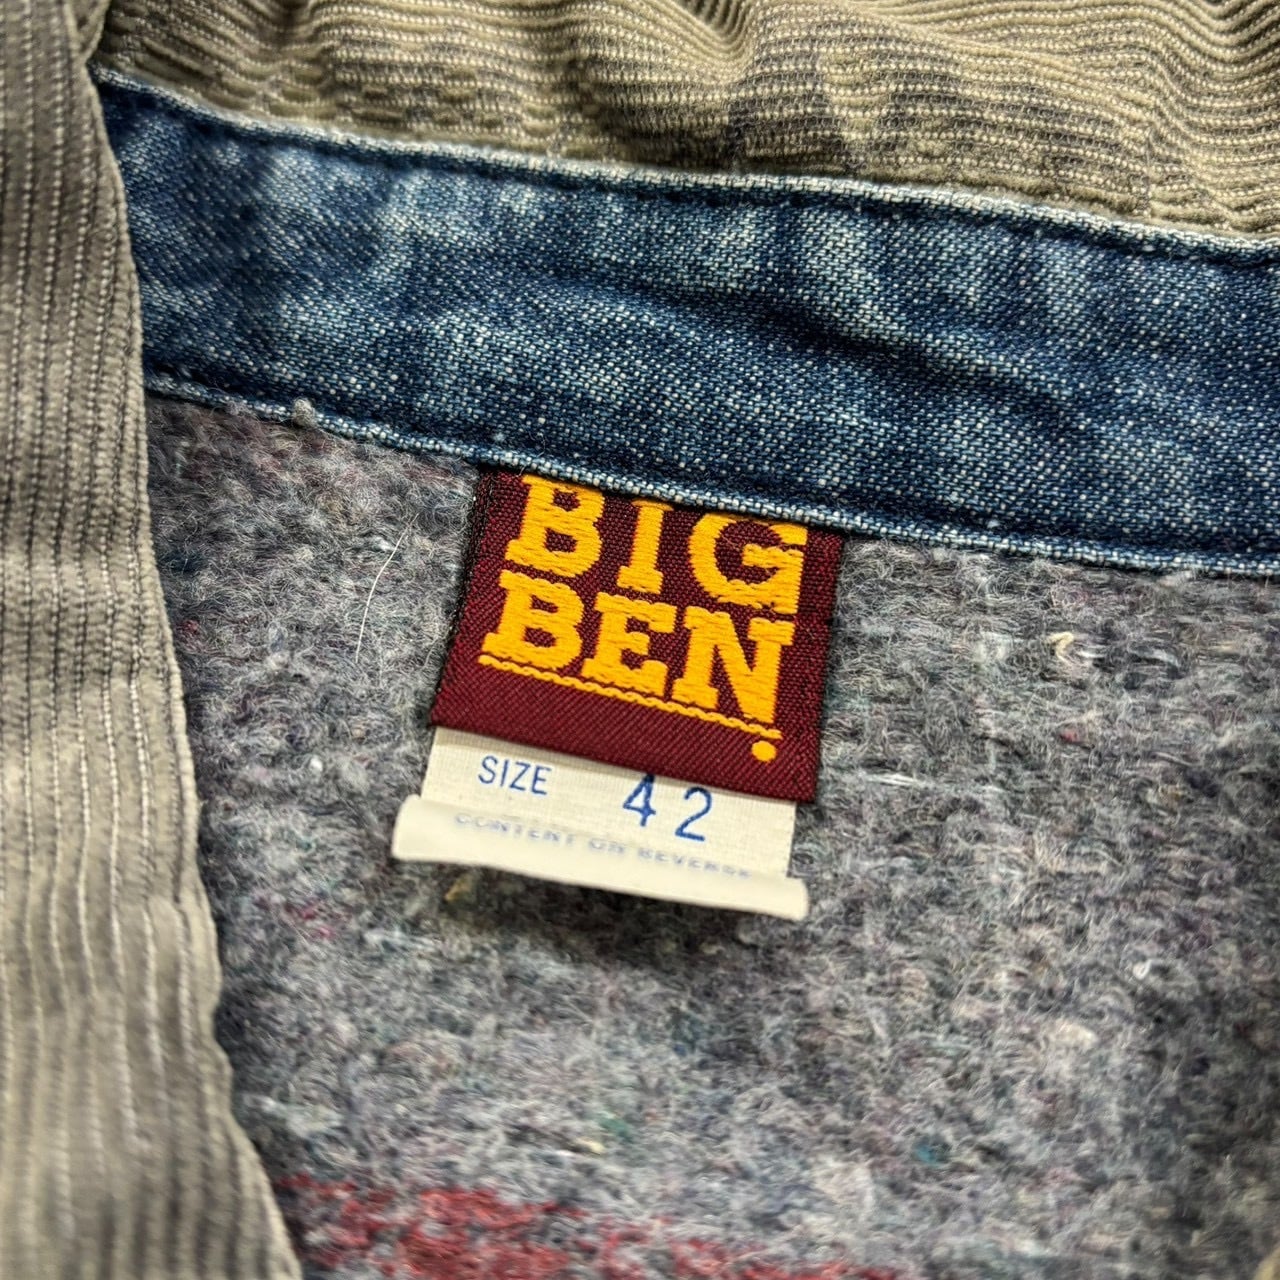 BIG
BEN
SIZE 42
CONTENT ON REVERSE